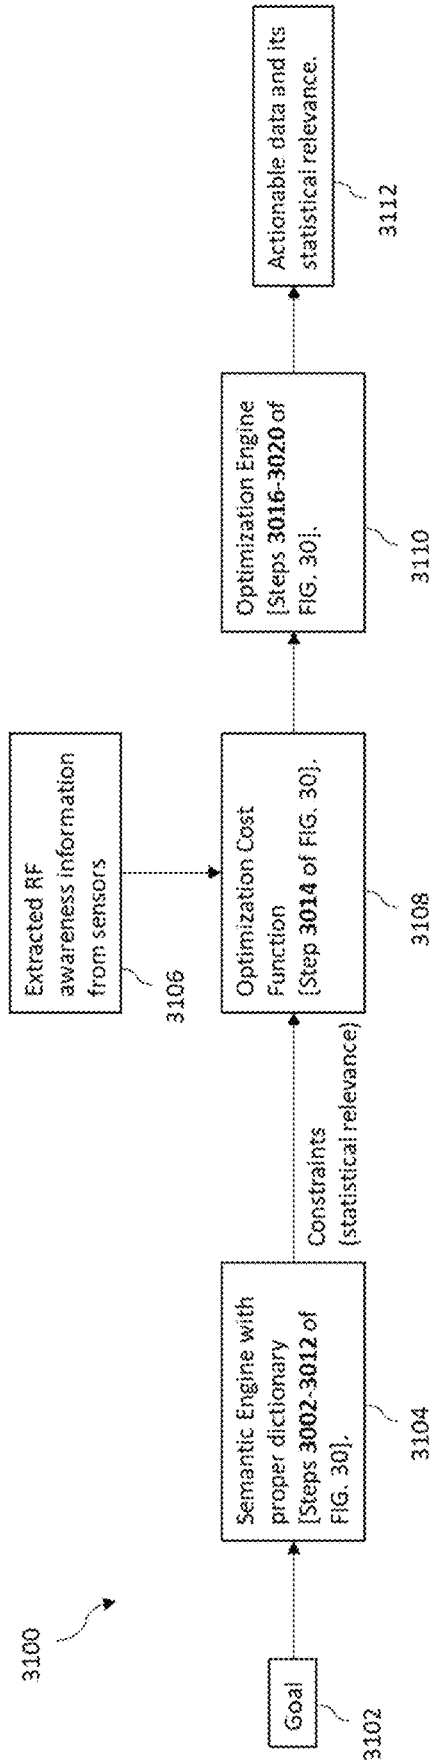 3100
Goal
3102
Semantic Engine with
proper dictionary
[Steps 3002-3012 of
FIG. 30].
3104
Constraints
(statistical relevance)
Extracted RF
awareness information
from sensors
3106
Optimization Cost
Function
[Step 3014 of FIG. 30].
3108
Optimization Engine
[Steps 3016-3020 of
FIG. 30].
3110
Actionable data and its
statistical relevance.
3112